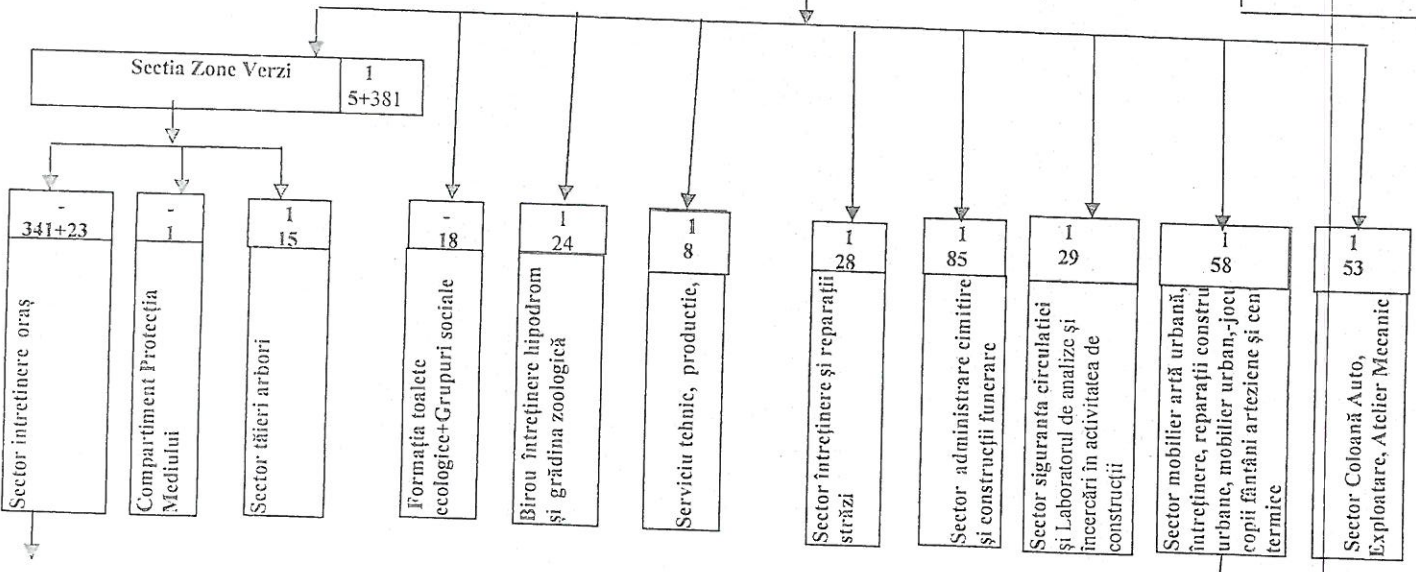 Sectia Zone Verzi
1
5+381
-
341+23
Sector intretinere oraș
-
1
Compartiment Protecția
Mediului
1
15
Sector tăieri arbori
-
18
Formația toalete
ecologice+Grupuri sociale
1
24
Birou întreținere hipodrom
și grădina zoologică
1
8
Serviciu tehnic, productie,
1
28
Sector întreținere și reparații
străzi
1
85
Sector administrare cimitire
și construcții funerare
1
29
Sector siguranta circulatiei
și Laboratorul de analize și
încercări în activitatea de
construcții
1
58
Sector mobilier artă urbană,
întreținere, reparații constru
urbane, mobilier urban,-jocu
copii fântâni arteziene și cen
termice
1
53
Sector Coloană Auto,
Exploatare, Atelier Mecanic